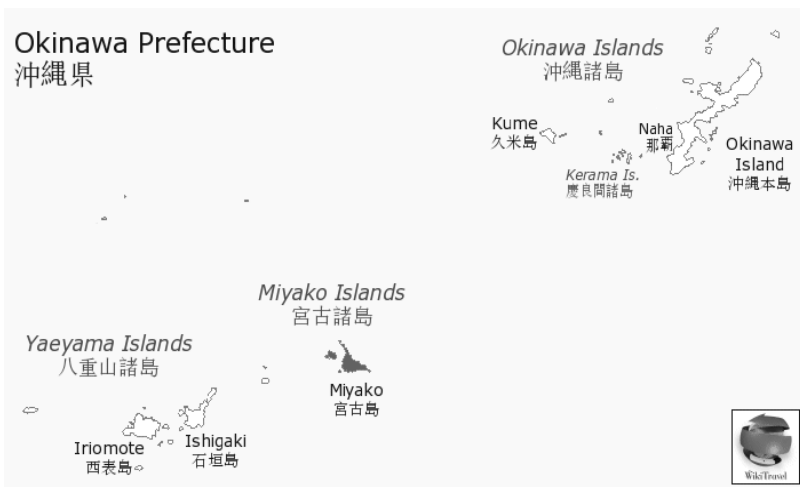 Okinawa Prefecture
沖縄県
Okinawa Islands
沖縄諸島
Kume
久米島
Naha
那覇
Okinawa
Island
沖縄本島
Kerama Is.
慶良間諸島
Miyako Islands
宮古諸島
Yaeyama Islands
八重山諸島
Miyako
宮古島
Ishigaki
石垣島
Iriomote
西表島
WikiTravel